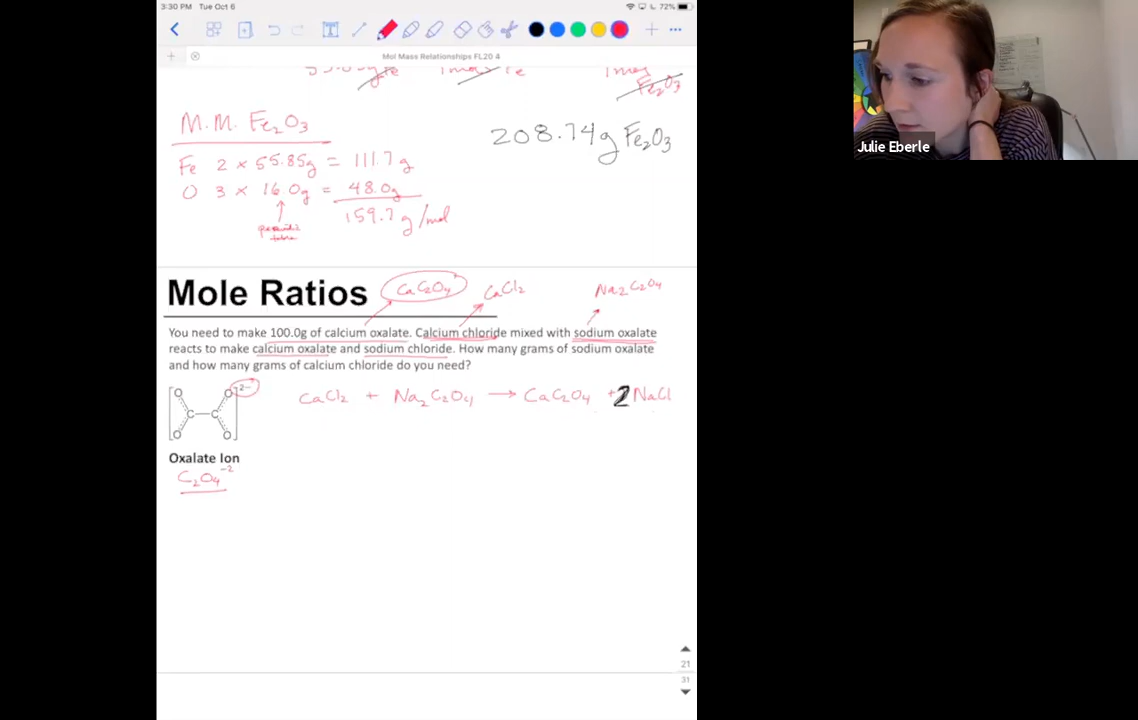 3:30 PM Tue Oct 6
72%
Mol Mass Relationships FL20 4
Fe₂O₃
M.M. Fe₂O₃
208.74g Fe₂O₃
Fe 2 × 55.85g = 111.7 g
O 3 × 16.0g = 48.0g
159.7 g/mol
Mole Ratios CaC₂O₄ CaCl₂ Na₂C₂O₄
You need to make 100.0g of calcium oxalate. Calcium chloride mixed with sodium oxalate
reacts to make calcium oxalate and sodium chloride. How many grams of sodium oxalate
and how many grams of calcium chloride do you need?
O O 2-
C C
O O
CaCl₂ + Na₂C₂O₄ → CaC₂O₄ + 2 NaCl
Oxalate Ion
C₂O₄⁻²
21
31
Julie Eberle